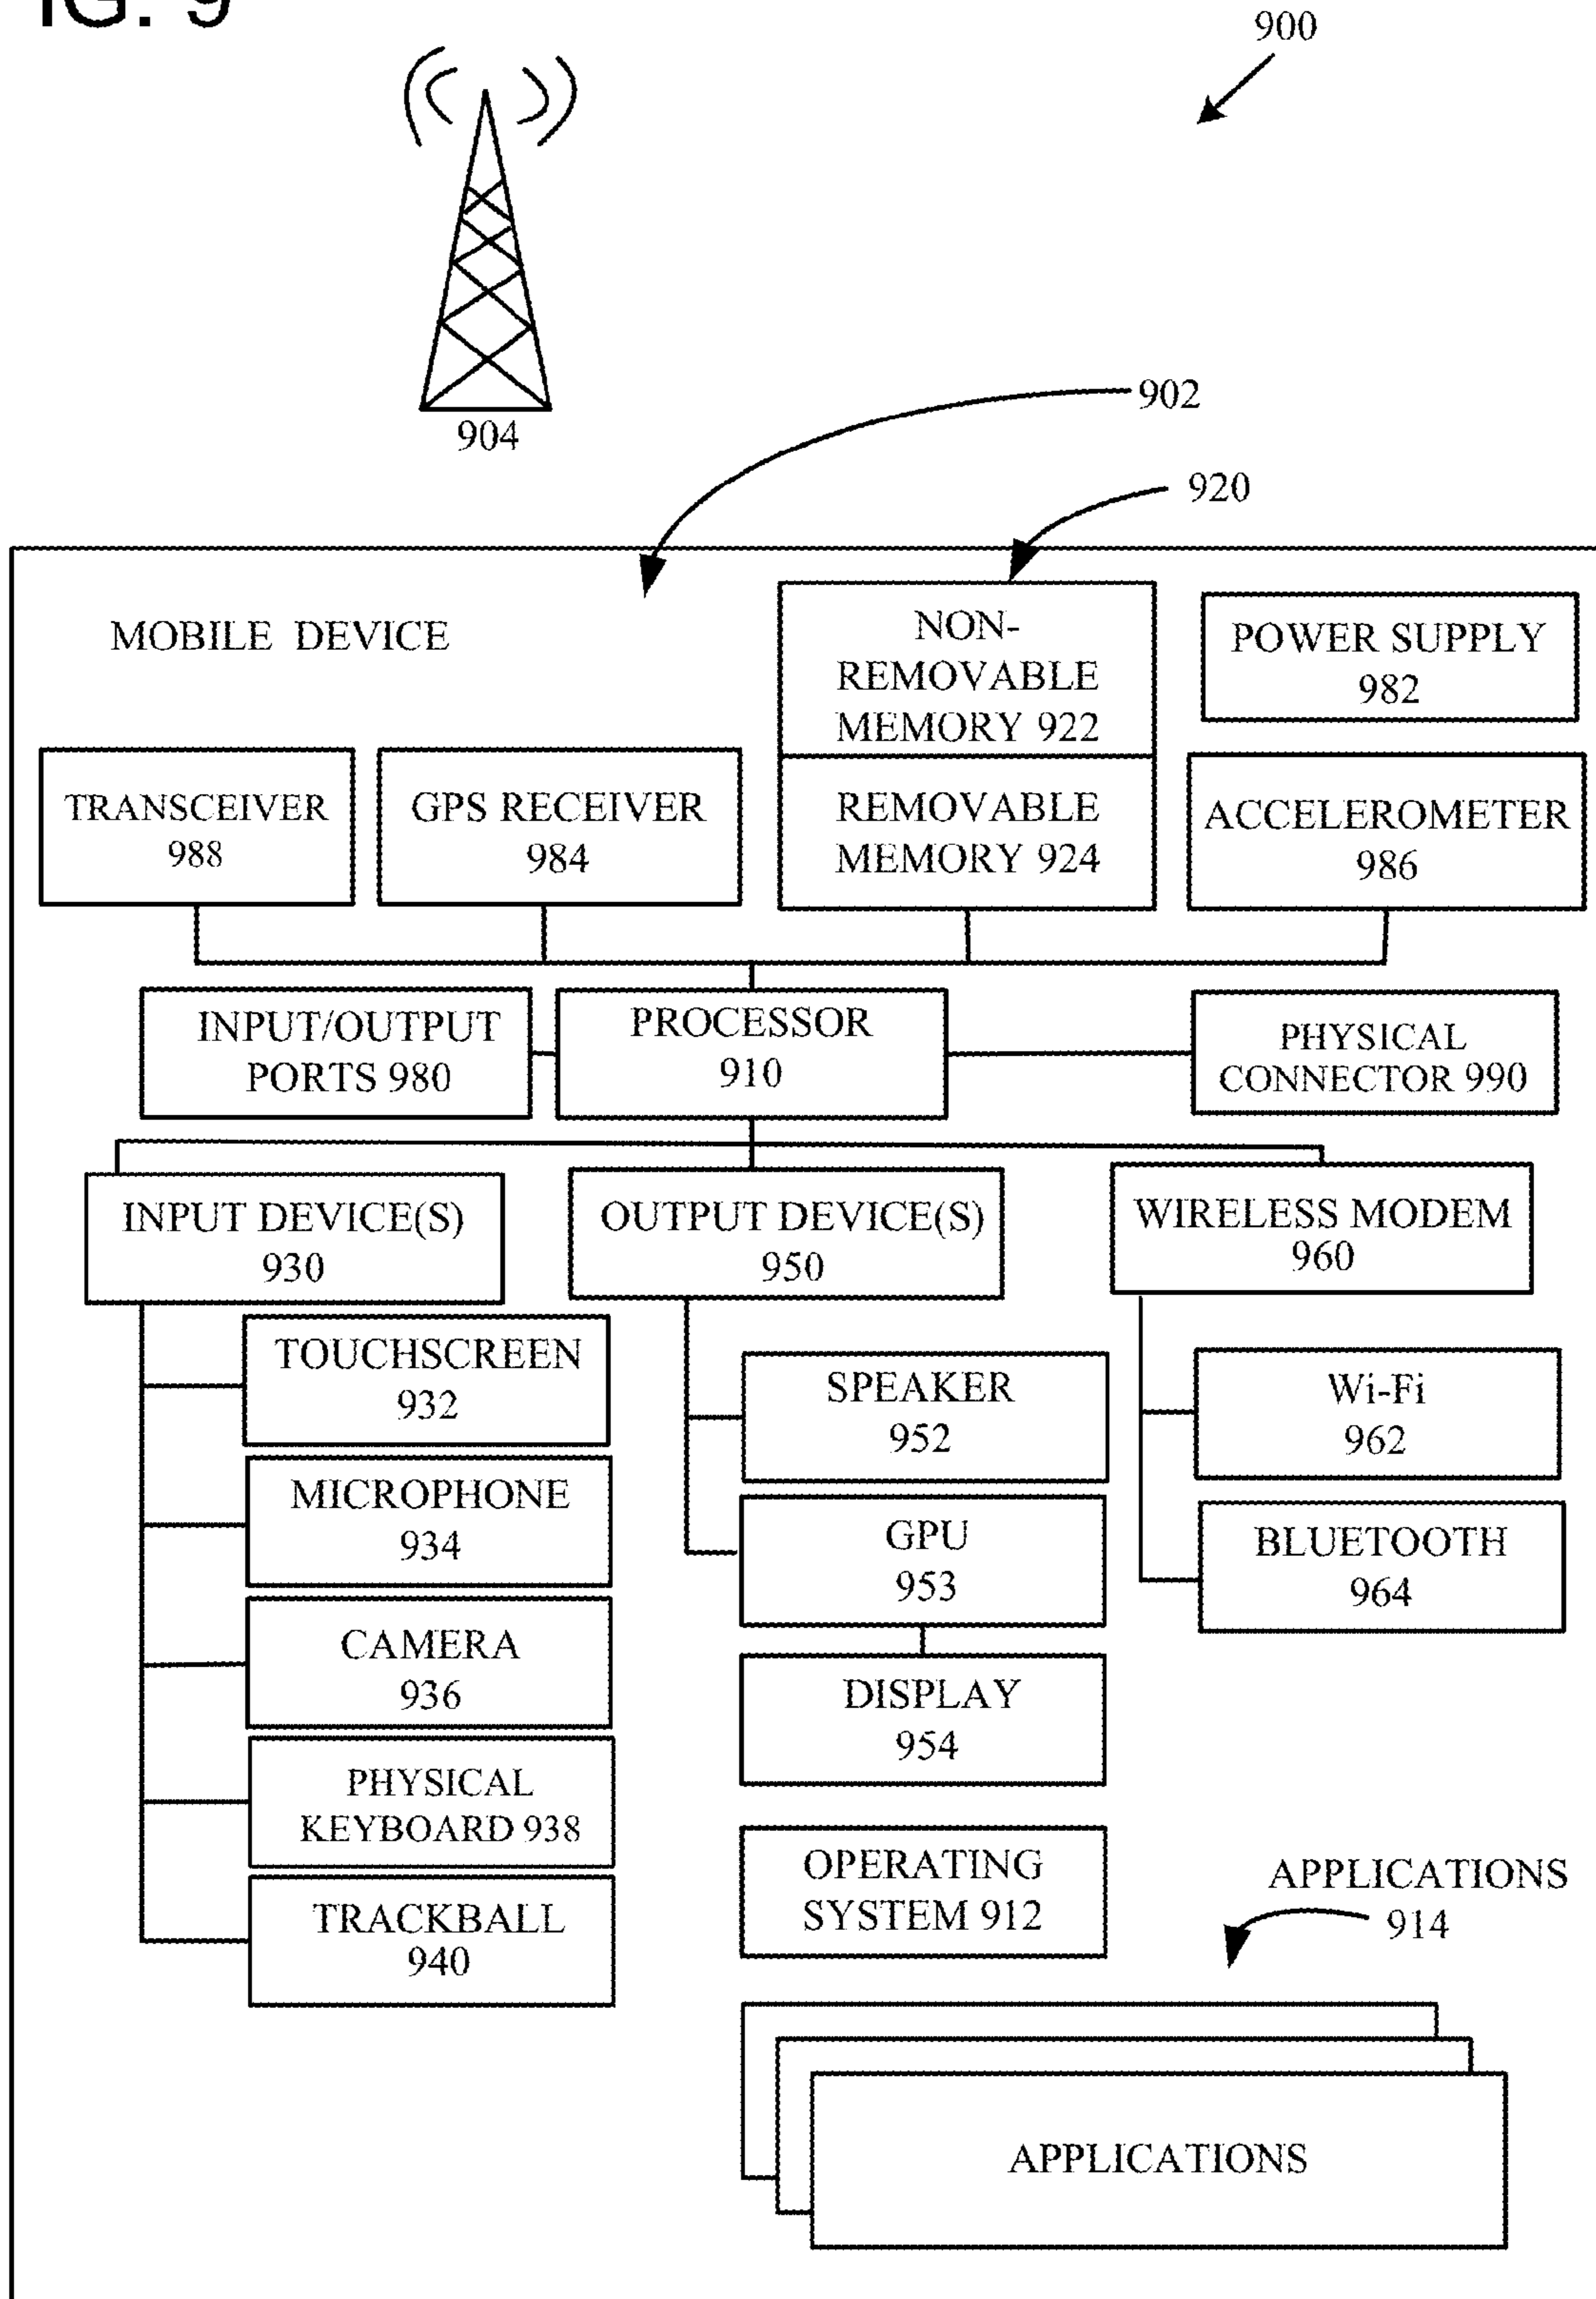 IG. 9
900
904
902
920
MOBILE DEVICE
NON-
REMOVABLE
MEMORY 922
POWER SUPPLY
982
TRANSCEIVER
988
GPS RECEIVER
984
REMOVABLE
MEMORY 924
ACCELEROMETER
986
INPUT/OUTPUT
PORTS 980
PROCESSOR
910
PHYSICAL
CONNECTOR 990
INPUT DEVICE(S)
930
OUTPUT DEVICE(S)
950
WIRELESS MODEM
960
TOUCHSCREEN
932
MICROPHONE
934
CAMERA
936
PHYSICAL
KEYBOARD 938
TRACKBALL
940
SPEAKER
952
GPU
953
DISPLAY
954
Wi-Fi
962
BLUETOOTH
964
OPERATING
SYSTEM 912
APPLICATIONS
914
APPLICATIONS